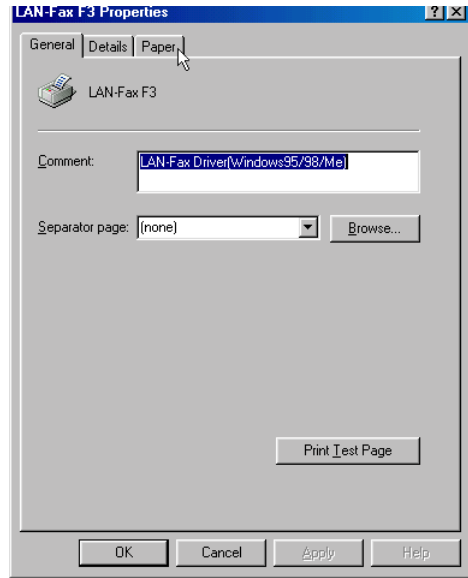 LAN-Fax F3 Properties
General Details Paper
LAN-Fax F3
Comment: LAN-Fax Driver(Windows95/98/Me)
Separator page: (none) Browse...
Print Test Page
OK Cancel Apply Help